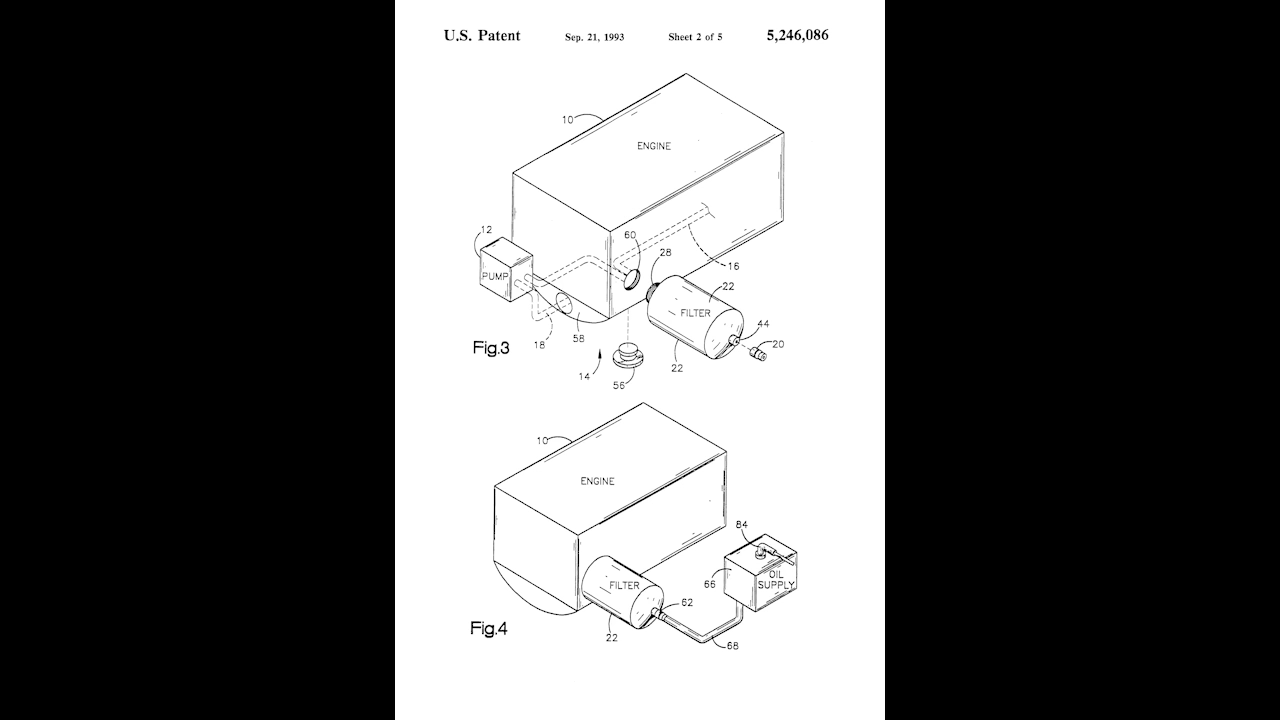 U.S. Patent Sep. 21, 1993 Sheet 2 of 5 5,246,086
10
ENGINE
12
60
28
16
PUMP
22
FILTER
44
18
58
20
Fig.3
14
56
22
10
ENGINE
84
66
OIL
SUPPLY
FILTER
62
Fig.4
22
68